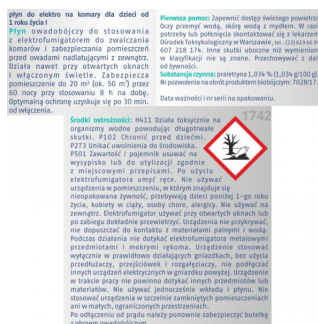 płyn do elektro na komary dla dzieci od
1 roku życia I
Płyn owadobójczy do stosowania
z elektrofumigatorem do zwalczania
komarów i zabezpieczania pomieszczeń
przed owadami nadlatującymi z zewnątrz.
Działa nawet przy otwartych oknach
i włączonym świetle. Zabezpiecza
pomieszczenie do 20 m² (ok. 50 m³) przez
60 nocy przy stosowaniu 8 h na dobę.
Optymalną ochronę uzyskuje się po 30 min.
od włączenia.
Pierwsza pomoc: Zapewnić dostęp świeżego powietrza
Oczy przemyć wodą, skórę wodą z mydłem. W razi
potrzeby lub połknięcia skontaktować się z lekarzem
Ośrodek Toksykologiczny w Warszawie, tel.: (22) 619 66 54
607 218 174. Inne skutki uboczne niż wymienion
w klasyfikacji nie są znane. Przechowywać z dal
od żywności.
Substancja czynna: praletryna 1,034 % (1,034 g/100 g)
Nr pozwolenia na obrót produktem biobójczym: 7028/17.
Data ważności i nr serii na opakowaniu.
Środki ostrożności: H411 Działa toksycznie na
organizmy wodne powodując długotrwałe
skutki. P102 Chronić przed dziećmi.
P273 Unikać uwolnienia do środowiska.
P501 Zawartość / pojemnik usuwać na
wysypisko lub do utylizacji zgodnie
z miejscowymi przepisami. Po użyciu
elektrofumigatora umyć ręce. Nie używać
urządzenia w pomieszczeniu, w którym znajduje się
nieopakowana żywność, przebywają dzieci poniżej 1-go roku
życia, kobiety w ciąży, osoby chore, alergicy. Nie używać na
zewnątrz. Elektrofumigator używać przy otwartych oknach lub
po zabiegu dokładnie przewietrzyć. Urządzenia nie przykrywać,
nie dopuszczać do kontaktu z materiałami palnymi i wodą.
Podczas działania nie dotykać elektrofumigatora metalowymi
przedmiotami i mokrymi rękoma. Urządzenie stosować
wyłącznie w prawidłowo działających gniazdkach, bez użycia
przedłużaczy, przejściówek i rozgałęziaczy, nie podłączać
innych urządzeń elektrycznych w gniazdku powyżej. Urządzenie
w trakcie pracy nie powinno dotykać innych przedmiotów lub
materiałów. Nie używać jednocześnie wkładu i płynu. Nie
stosować urządzenia w szczelnie zamkniętych pomieszczeniach
ani w małych, ograniczonych przestrzeniach.
Po odłączeniu od prądu należy ponownie zabezpieczyć butelkę
z płynem owadobójczym
1742